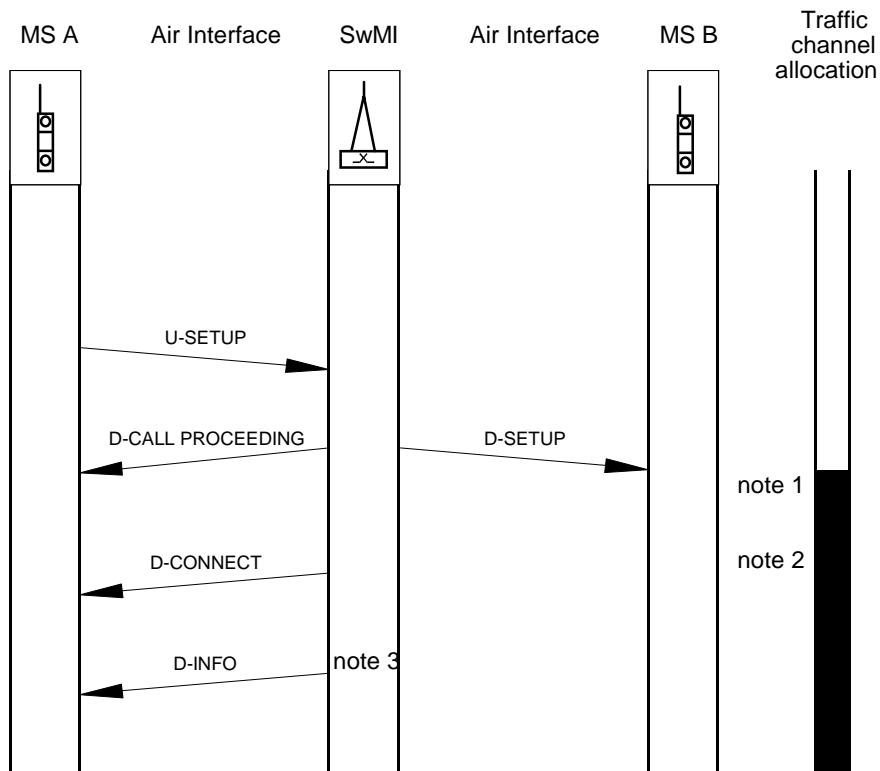 Traffic
channel
allocation
MS A Air Interface SwMI Air Interface MS B
U-SETUP
D-CALL PROCEEDING D-SETUP
note 1
D-CONNECT note 2
D-INFO note 3